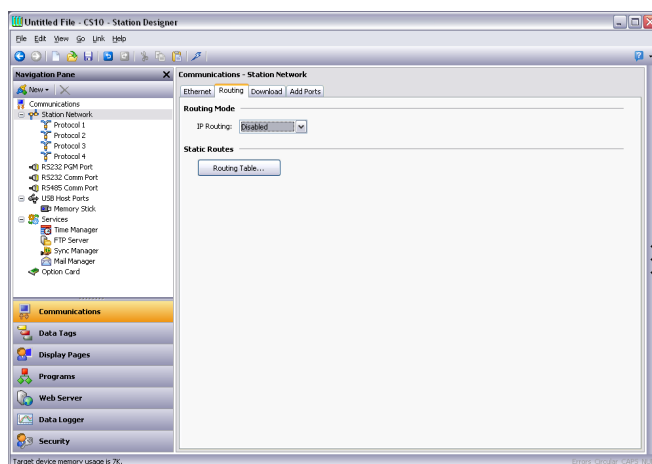 Untitled File - CS10 - Station Designer
File Edit View Go Link Help
Navigation Pane
New
Communications
Station Network
Protocol 1
Protocol 2
Protocol 3
Protocol 4
RS232 PGM Port
RS232 Comm Port
RS485 Comm Port
USB Host Ports
Memory Stick
Services
Time Manager
FTP Server
Sync Manager
Mail Manager
Option Card
Communications
Data Tags
Display Pages
Programs
Web Server
Data Logger
Security
Communications - Station Network
Ethernet Routing Download Add Ports
Routing Mode
IP Routing: Disabled
Static Routes
Routing Table...
Target device memory usage is 7K.